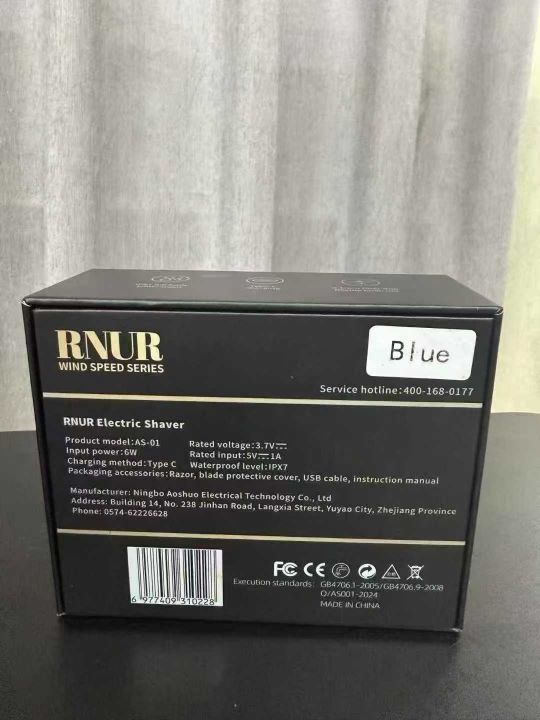 RNUR
WIND SPEED SERIES
Blue
Service hotline:400-168-0177
RNUR Electric Shaver
Product model:AS-01 Rated voltage:3.7V⎓
Input power:6W Rated input:5V⎓1A
Charging method:Type C Waterproof level:IPX7
Packaging accessories:Razor, blade protective cover, USB cable, instruction manual
Manufacturer: Ningbo Aoshuo Electrical Technology Co., Ltd
Address: Building 14, No. 238 Jinhan Road, Langxia Street, Yuyao City, Zhejiang Province
Phone: 0574-62226628
6 977409 310228
FC CE
Execution standards: GB4706.1-2005/GB4706.9-2008
Q/AS001-2024
MADE IN CHINA